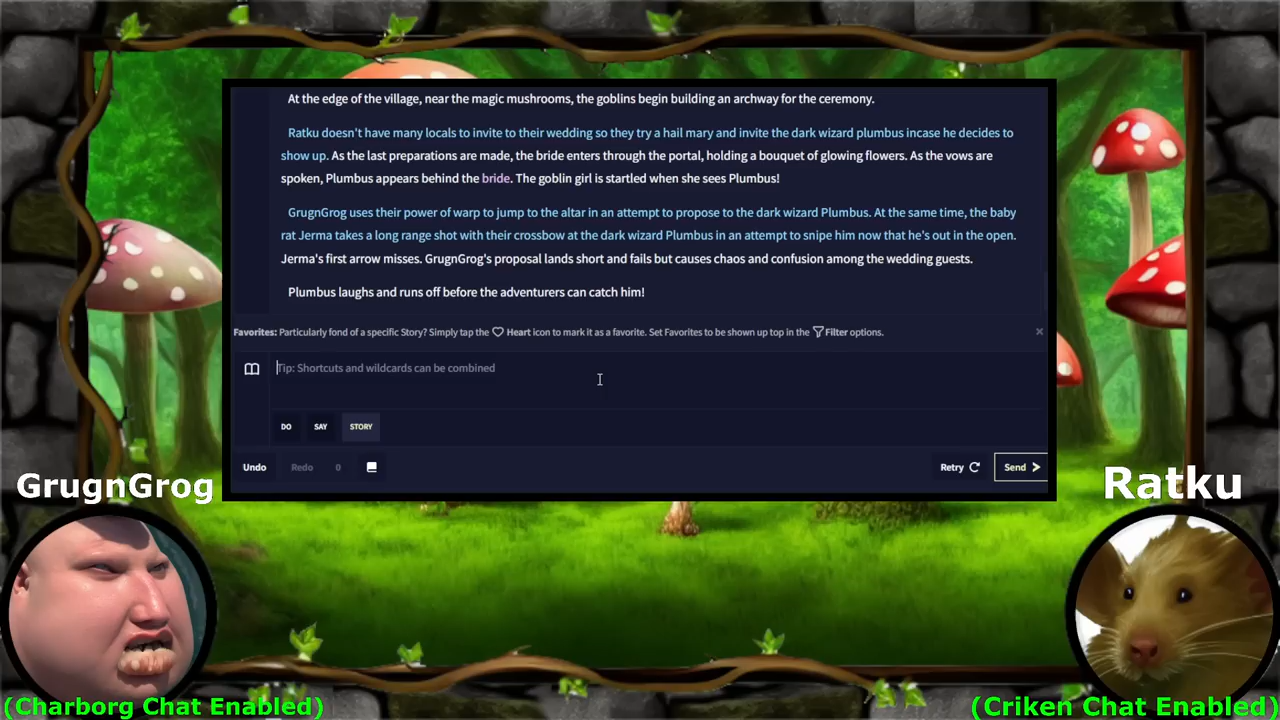 At the edge of the village, near the magic mushrooms, the goblins begin building an archway for the ceremony.
Ratku doesn't have many locals to invite to their wedding so they try a hail mary and invite the dark wizard plumbus incase he decides to
show up. As the last preparations are made, the bride enters through the portal, holding a bouquet of glowing flowers. As the vows are
spoken, Plumbus appears behind the bride. The goblin girl is startled when she sees Plumbus!
GrugnGrog uses their power of warp to jump to the altar in an attempt to propose to the dark wizard Plumbus. At the same time, the baby
rat Jerma takes a long range shot with their crossbow at the dark wizard Plumbus in an attempt to snipe him now that he's out in the open.
Jerma's first arrow misses. GrugnGrog's proposal lands short and fails but causes chaos and confusion among the wedding guests.
Plumbus laughs and runs off before the adventurers can catch him!
Favorites: Particularly fond of a specific Story? Simply tap the Heart icon to mark it as a favorite. Set Favorites to be shown up top in the Filter options.
Tip: Shortcuts and wildcards can be combined
DO SAY STORY
Undo Redo 0 Retry Send
GrugnGrog
Ratku
(Charborg Chat Enabled)
(Criken Chat Enabled)